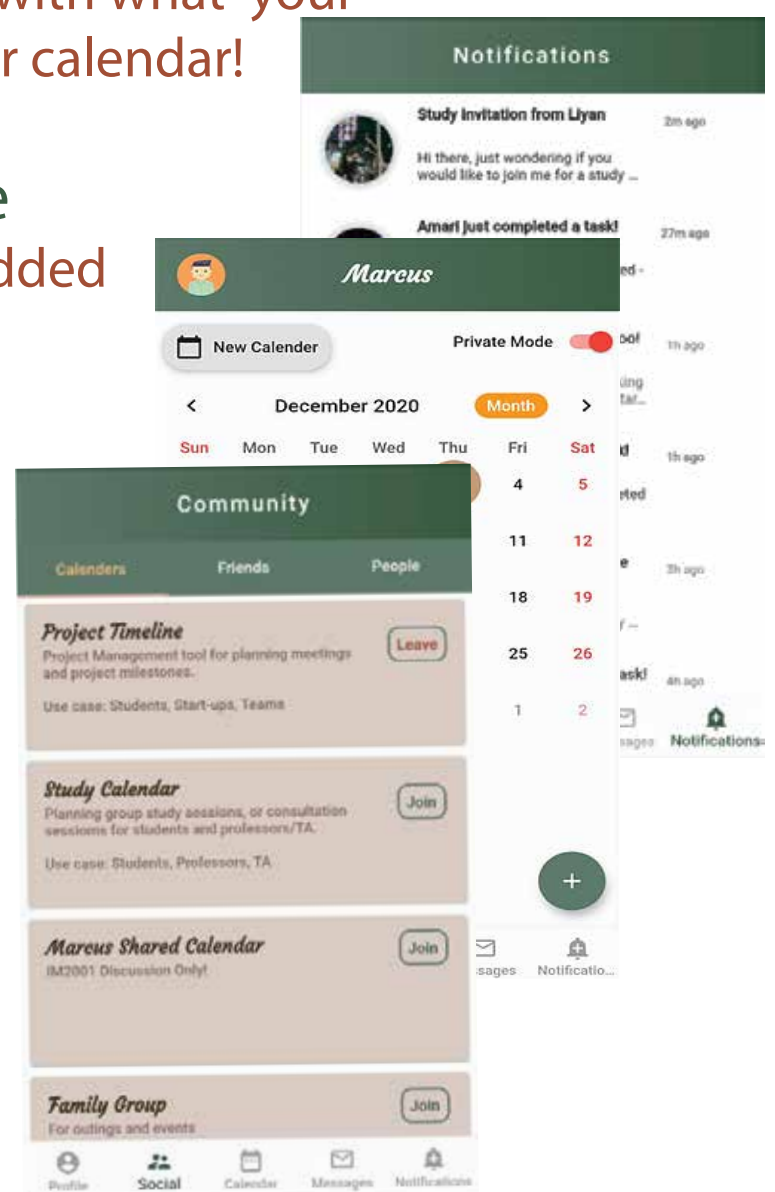 with what your
r calendar!
e
dded
Notifications
Study Invitation from Liyan
2m ago
Hi there, just wondering if you
would like to join me for a study ...
Amari just completed a task!
27m ago
ed -
1h ago
1h ago
3h ago
4h ago
Notifications
Marcus
New Calender
Private Mode
< December 2020 Month >
Sun Mon Tue Wed Thu Fri Sat
4 5
11 12
18 19
25 26
1 2
+
sages Notificatio...
Community
Calenders Friends People
Project Timeline
Leave
Project Management tool for planning meetings
and project milestones.
Use case: Students, Start-ups, Teams
Study Calendar
Join
Planning group study sessions, or consultation
sessions for students and professors/TA.
Use case: Students, Professors, TA
Marcus Shared Calendar
Join
IM2001 Discussion Only!
Family Group
Join
For outings and events
Profile Social Calendar Messages Notifications